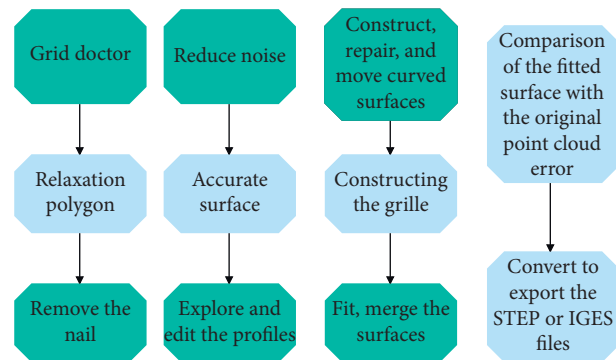 Grid doctor
Relaxation
polygon
Remove the
nail
Reduce noise
Accurate
surface
Explore and
edit the profiles
Construct,
repair, and
move curved
surfaces
Constructing
the grille
Fit, merge the
surfaces
Comparison
of the fitted
surface with
the original
point cloud
error
Convert to
export the
STEP or IGES
files